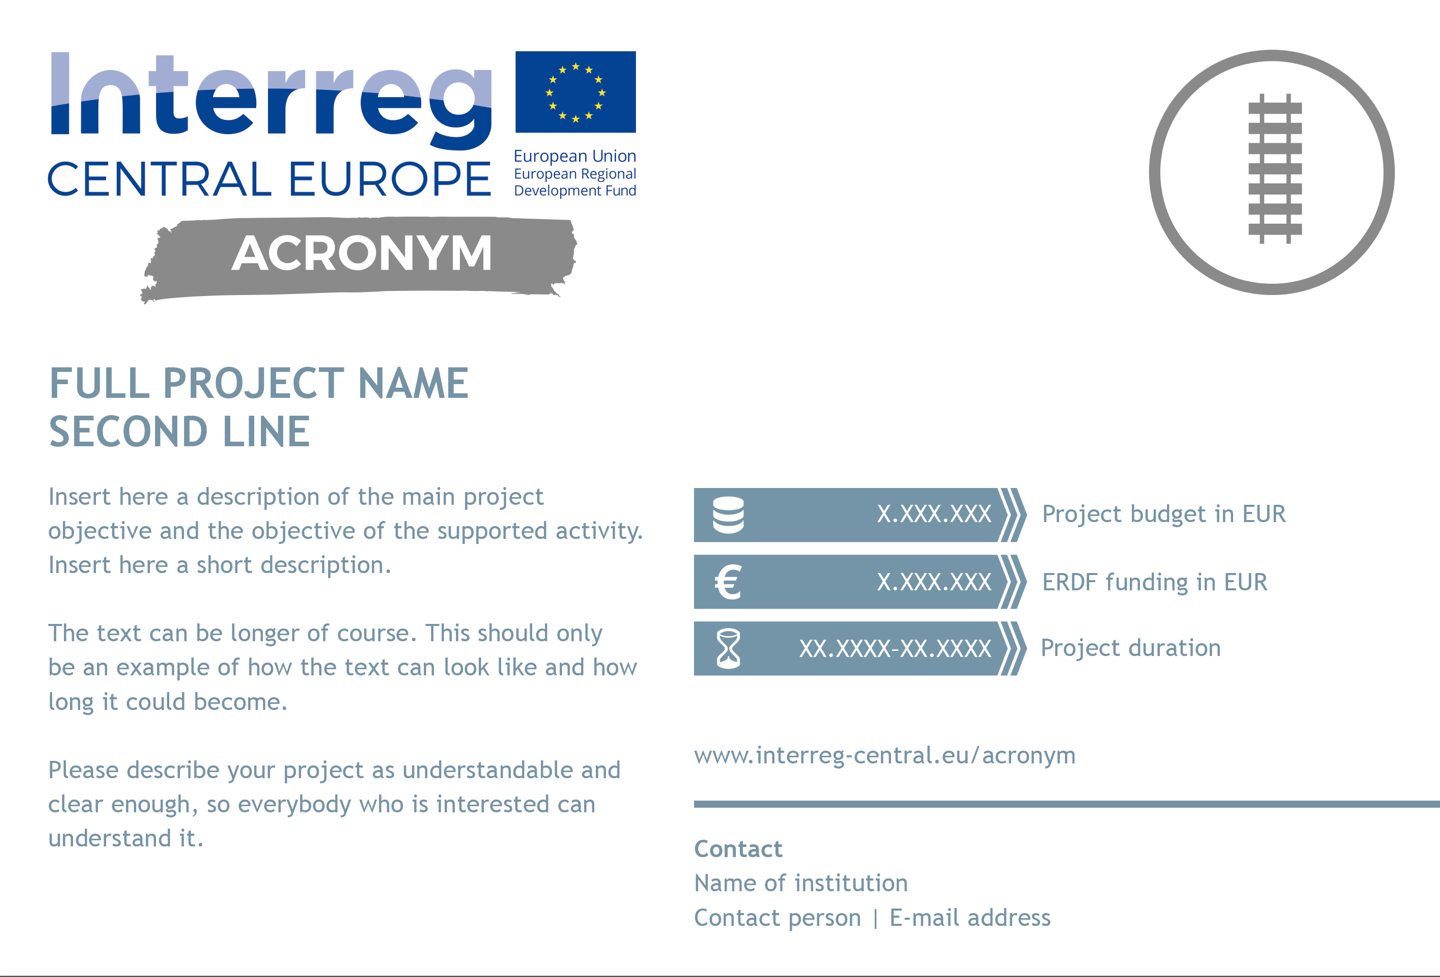 Interreg
CENTRAL EUROPE
European Union
European Regional
Development Fund
ACRONYM
FULL PROJECT NAME
SECOND LINE
Insert here a description of the main project
objective and the objective of the supported activity.
Insert here a short description.
The text can be longer of course. This should only
be an example of how the text can look like and how
long it could become.
Please describe your project as understandable and
clear enough, so everybody who is interested can
understand it.
X.XXX.XXX Project budget in EUR
€ X.XXX.XXX ERDF funding in EUR
XX.XXXX-XX.XXXX Project duration
www.interreg-central.eu/acronym
Contact
Name of institution
Contact person | E-mail address